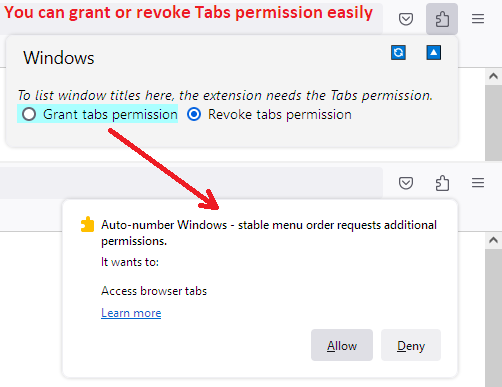 You can grant or revoke Tabs permission easily
Windows
To list window titles here, the extension needs the Tabs permission.
Grant tabs permission Revoke tabs permission
Auto-number Windows - stable menu order requests additional
permissions.
It wants to:
Access browser tabs
Learn more
Allow Deny